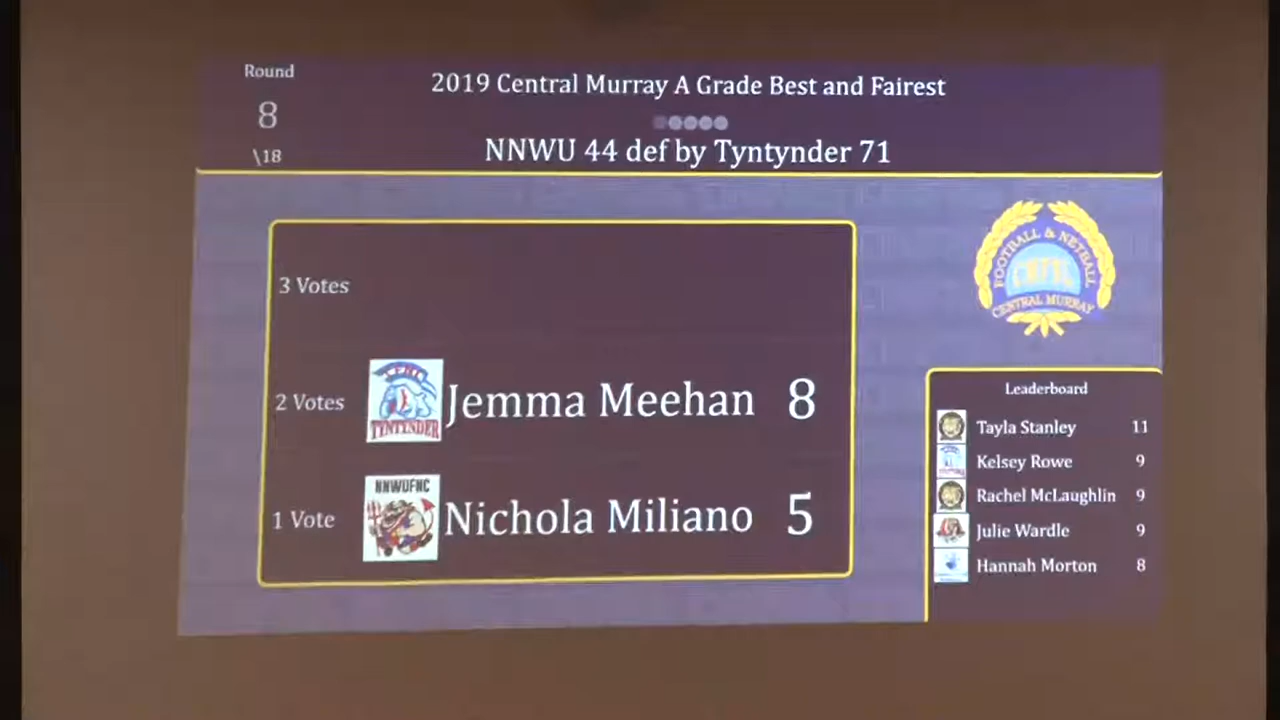 Round
8
\18
2019 Central Murray A Grade Best and Fairest
NNWU 44 def by Tyntynder 71
FOOTBALL & NETBALL
CENTRAL MURRAY
3 Votes
2 Votes
TYNTYNDER
Jemma Meehan 8
1 Vote
NNWUFNC
Nichola Miliano 5
Leaderboard
Tayla Stanley 11
Kelsey Rowe 9
Rachel McLaughlin 9
Julie Wardle 9
Hannah Morton 8